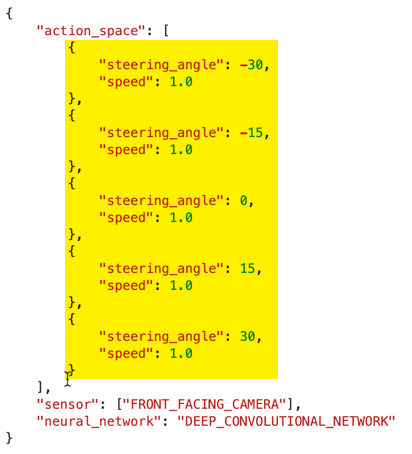 {
    "action_space": [
        {
            "steering_angle": -30,
            "speed": 1.0
        },
        {
            "steering_angle": -15,
            "speed": 1.0
        },
        {
            "steering_angle": 0,
            "speed": 1.0
        },
        {
            "steering_angle": 15,
            "speed": 1.0
        },
        {
            "steering_angle": 30,
            "speed": 1.0
        }
    ],
    "sensor": ["FRONT_FACING_CAMERA"],
    "neural_network": "DEEP_CONVOLUTIONAL_NETWORK"
}